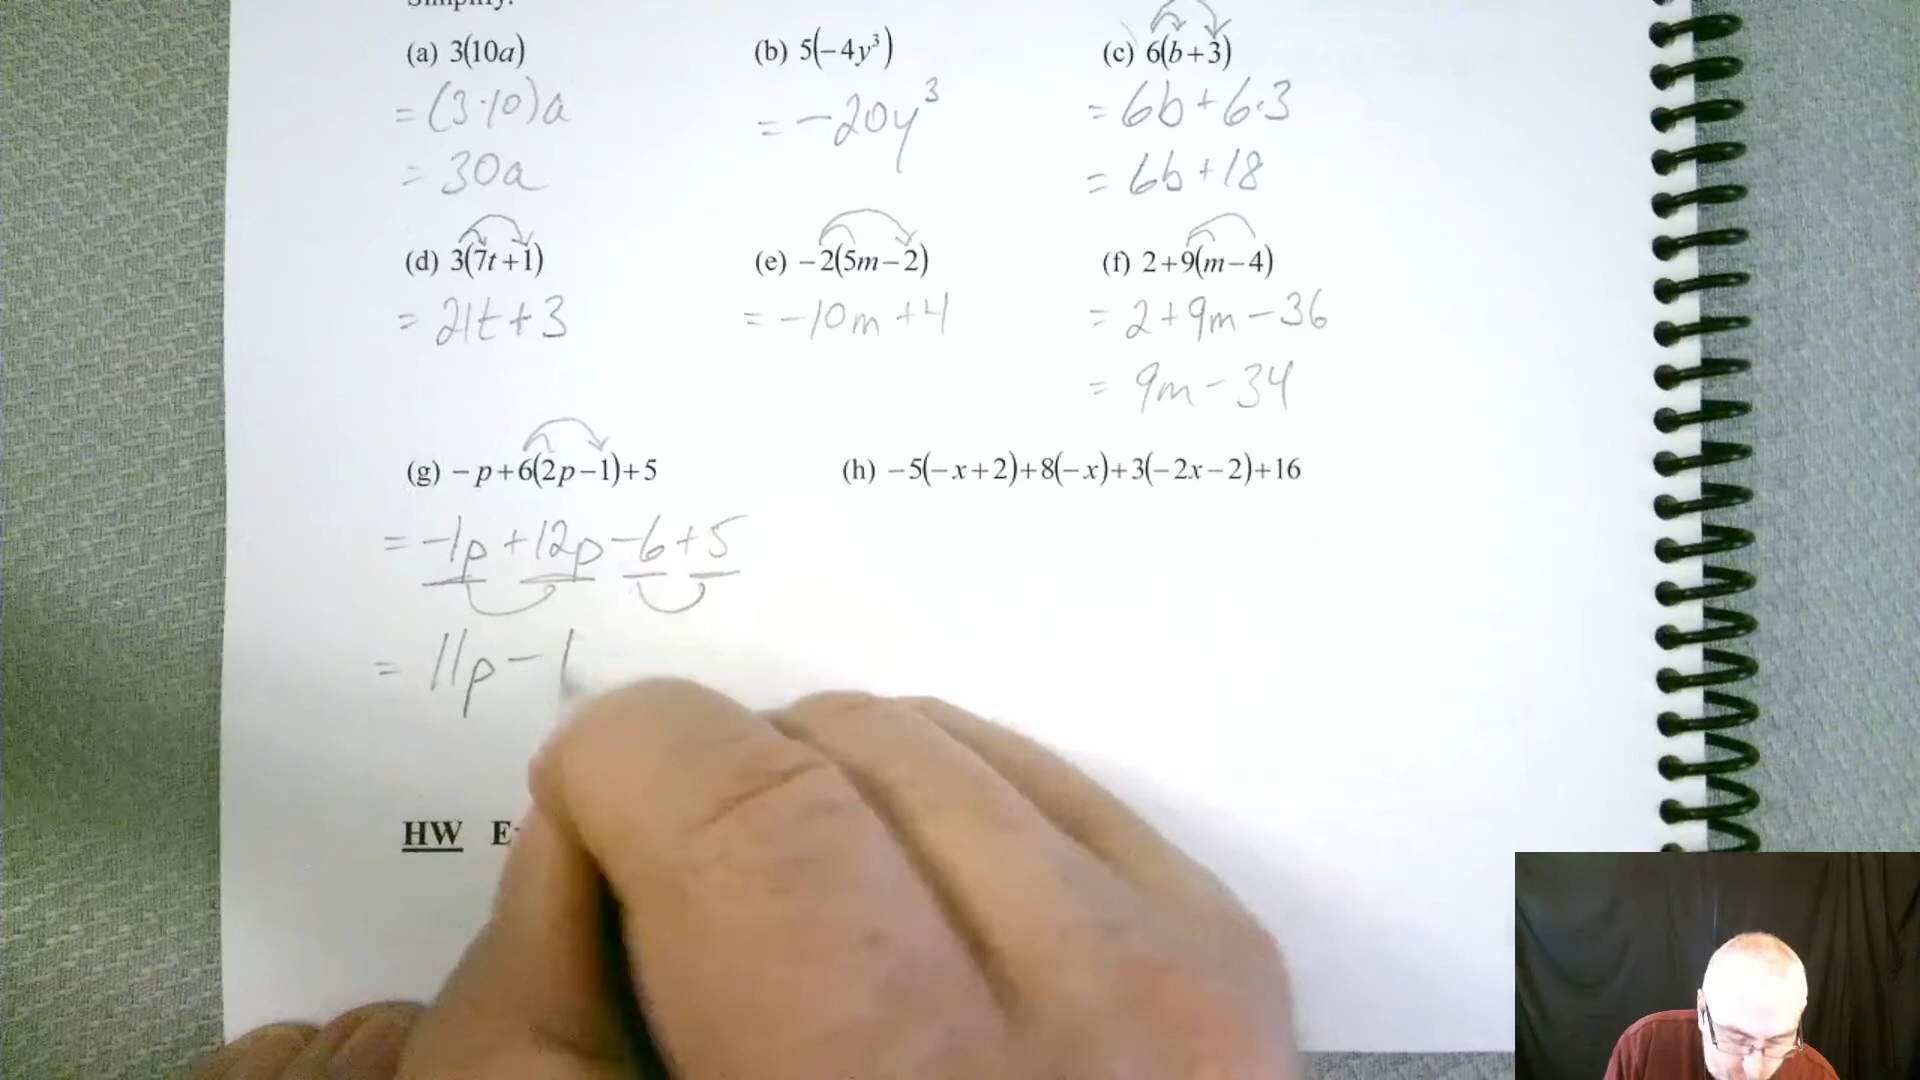 Simplify.
(a) 3(10a)
= (3·10)a
= 30a
(b) 5(−4y³)
= −20y³
(c) 6(b+3)
= 6b+6·3
= 6b+18
(d) 3(7t+1)
= 21t+3
(e) −2(5m−2)
= −10m+4
(f) 2+9(m−4)
= 2+9m−36
= 9m−34
(g) −p+6(2p−1)+5
= −1p+12p−6+5
= 11p−1
(h) −5(−x+2)+8(−x)+3(−2x−2)+16
HW